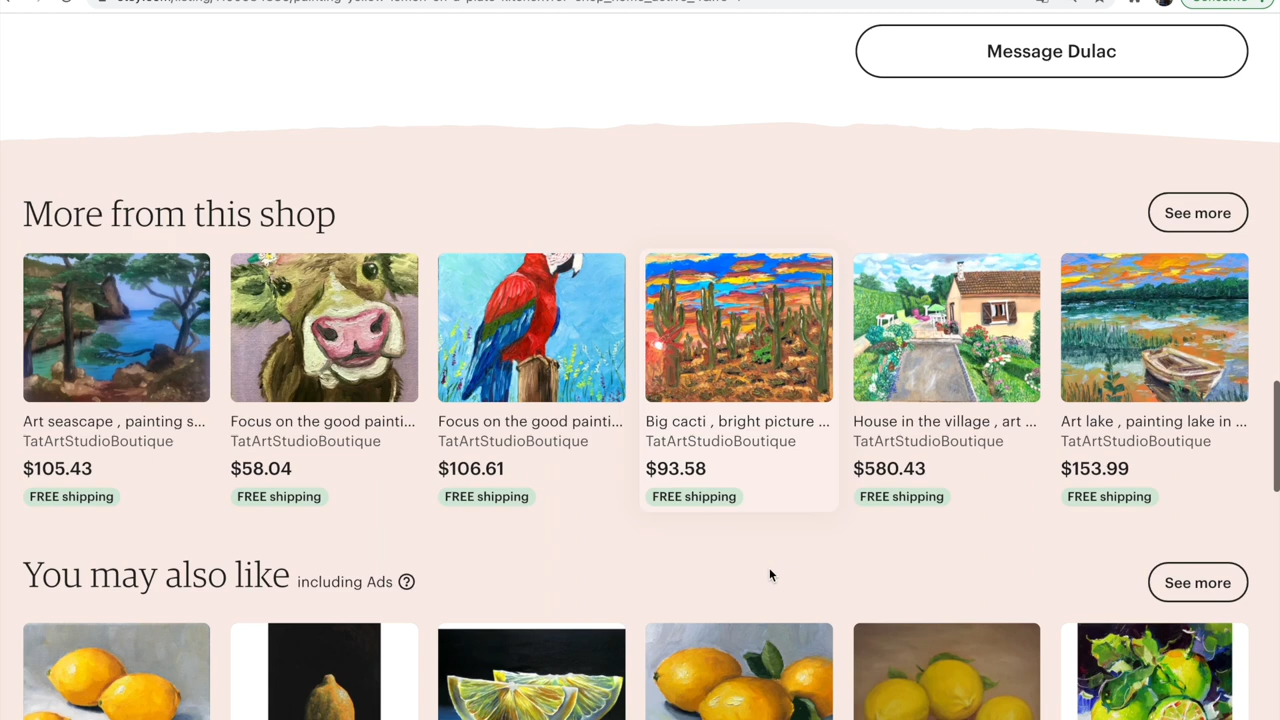 Message Dulac
More from this shop
See more
Art seascape , painting s...
TatArtStudioBoutique
$105.43
FREE shipping
Focus on the good painti...
TatArtStudioBoutique
$58.04
FREE shipping
Focus on the good painti...
TatArtStudioBoutique
$106.61
FREE shipping
Big cacti , bright picture ...
TatArtStudioBoutique
$93.58
FREE shipping
House in the village , art ...
TatArtStudioBoutique
$580.43
FREE shipping
Art lake , painting lake in ...
TatArtStudioBoutique
$153.99
FREE shipping
You may also like including Ads ?
See more